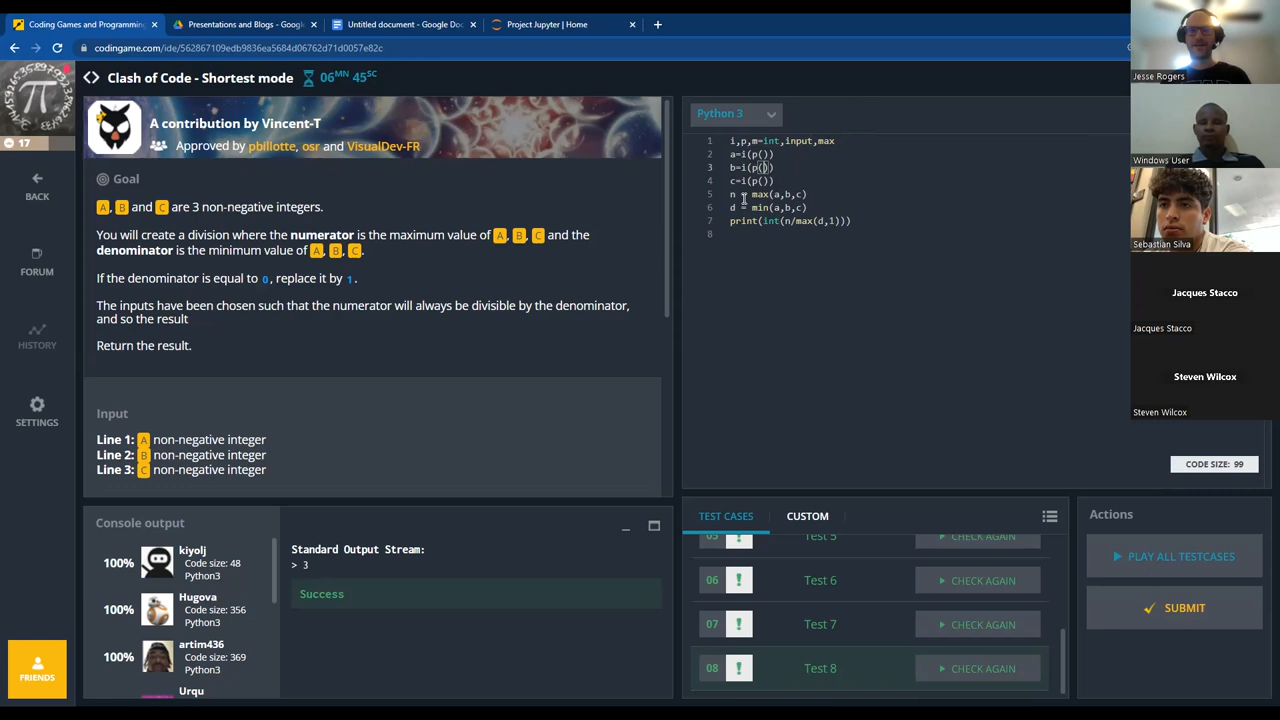 Coding Games and Programming
Presentations and Blogs - Googl
Untitled document - Google Doc
Project Jupyter | Home
codingame.com/ide/562867109edb9836ea5684d06762d71d0057e82c
Clash of Code - Shortest mode
06MN 45SC
17
BACK
FORUM
HISTORY
SETTINGS
FRIENDS
A contribution by Vincent-T
Approved by pbillotte, osr and VisualDev-FR
Goal
A, B and C are 3 non-negative integers.
You will create a division where the numerator is the maximum value of A, B, C and the
denominator is the minimum value of A, B, C.
If the denominator is equal to 0, replace it by 1.
The inputs have been chosen such that the numerator will always be divisible by the denominator,
and so the result
Return the result.
Input
Line 1: A non-negative integer
Line 2: B non-negative integer
Line 3: C non-negative integer
Console output
100%
kiyolj
Code size: 48
Python3
100%
Hugova
Code size: 356
Python3
100%
artim436
Code size: 369
Python3
Urqu
Standard Output Stream:
> 3
Success
Python 3
1 i,p,m=int,input,max
2 a=i(p())
3 b=i(p())
4 c=i(p())
5 n = max(a,b,c)
6 d = min(a,b,c)
7 print(int(n/max(d,1)))
8
CODE SIZE: 99
TEST CASES
CUSTOM
05 Test 5 CHECK AGAIN
06 Test 6 CHECK AGAIN
07 Test 7 CHECK AGAIN
08 Test 8 CHECK AGAIN
Actions
PLAY ALL TESTCASES
SUBMIT
Jesse Rogers
Windows User
Sebastian Silva
Jacques Stacco
Jacques Stacco
Steven Wilcox
Steven Wilcox